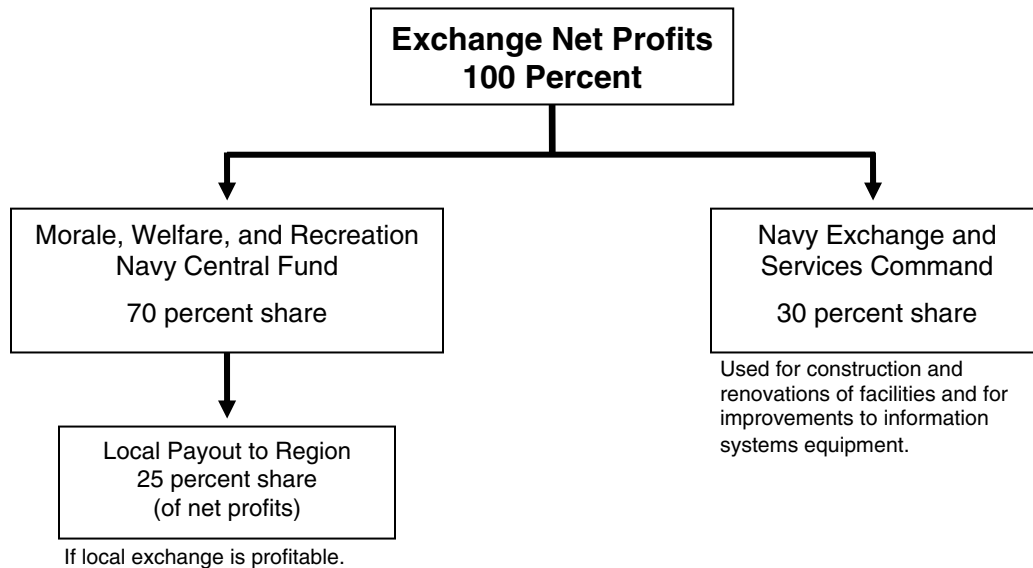 Exchange Net Profits
100 Percent
Morale, Welfare, and Recreation
Navy Central Fund
70 percent share
Navy Exchange and
Services Command
30 percent share
Used for construction and
renovations of facilities and for
improvements to information
systems equipment.
Local Payout to Region
25 percent share
(of net profits)
If local exchange is profitable.